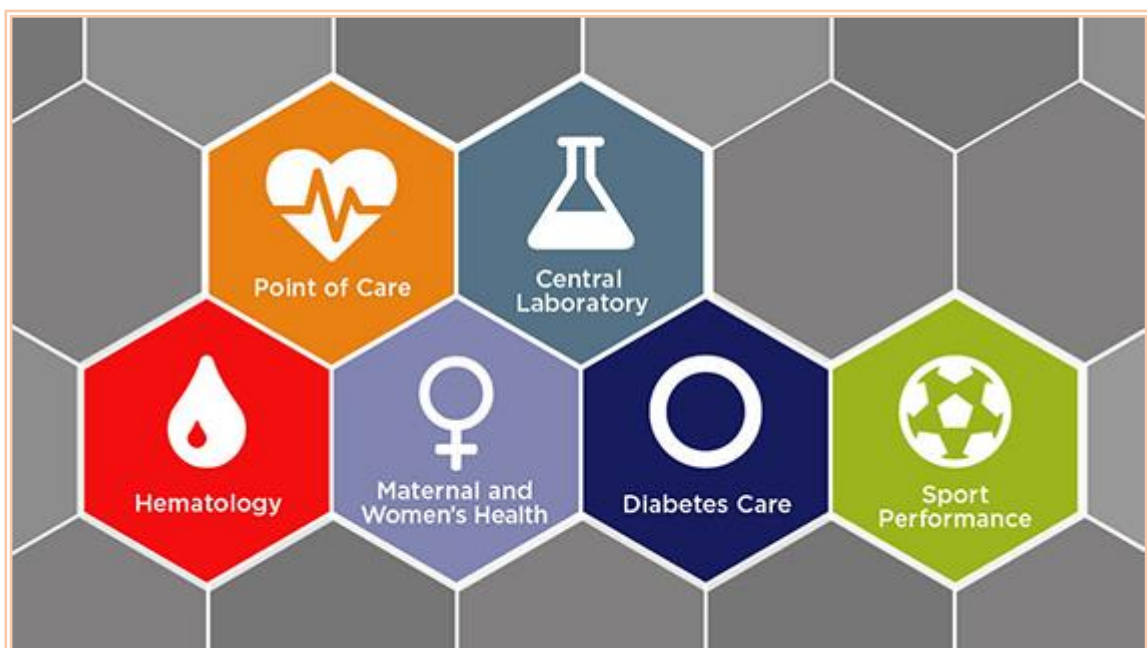 Point of Care
Central
Laboratory
Hematology
Maternal and
Women's Health
Diabetes Care
Sport
Performance